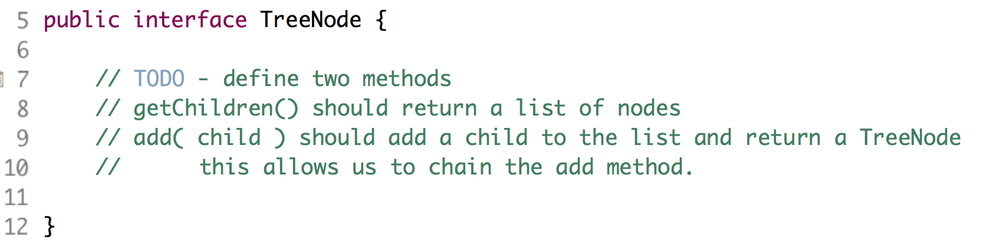 5 public interface TreeNode {
6
7 // TODO - define two methods
8 // getChildren() should return a list of nodes
9 // add( child ) should add a child to the list and return a TreeNode
10 //      this allows us to chain the add method.
11
12 }